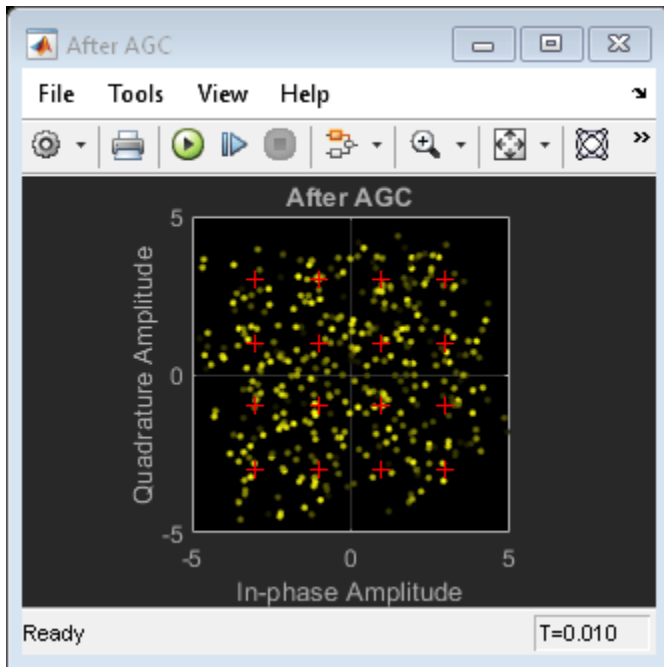 After AGC
File Tools View Help
After AGC
5
0
-5
Quadrature Amplitude
-5 0 5
In-phase Amplitude
Ready T=0.010